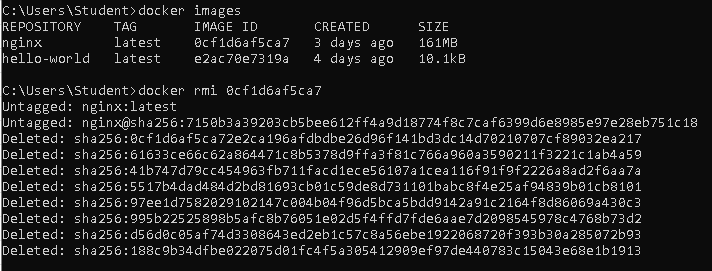 C:\Users\Student>docker images
REPOSITORY    TAG       IMAGE ID       CREATED      SIZE
nginx         latest    0cf1d6af5ca7   3 days ago   161MB
hello-world   latest    e2ac70e7319a   4 days ago   10.1kB
C:\Users\Student>docker rmi 0cf1d6af5ca7
Untagged: nginx:latest
Untagged: nginx@sha256:7150b3a39203cb5bee612ff4a9d18774f8c7caf6399d6e8985e97e28eb751c18
Deleted: sha256:0cf1d6af5ca72e2ca196afdbdbe26d96f141bd3dc14d70210707cf89032ea217
Deleted: sha256:61633ce66c62a864471c8b5378d9ffa3f81c766a960a3590211f3221c1ab4a59
Deleted: sha256:41b747d79cc454963fb711facd1ece56107a1cea116f91f9f2226a8ad2f6aa7a
Deleted: sha256:5517b4dad484d2bd81693cb01c59de8d731101babc8f4e25af94839b01cb8101
Deleted: sha256:97ee1d7582029102147c004b04f96d5bca5bdd9142a91c2164f8d86069a430c3
Deleted: sha256:995b22525898b5afc8b76051e02d5f4ffd7fde6aae7d2098545978c4768b73d2
Deleted: sha256:d56d0c05af74d3308643ed2eb1c57c8a56ebe1922068720f393b30a285072b93
Deleted: sha256:188c9b34dfbe022075d01fc4f5a305412909ef97de440783c15043e68e1b1913